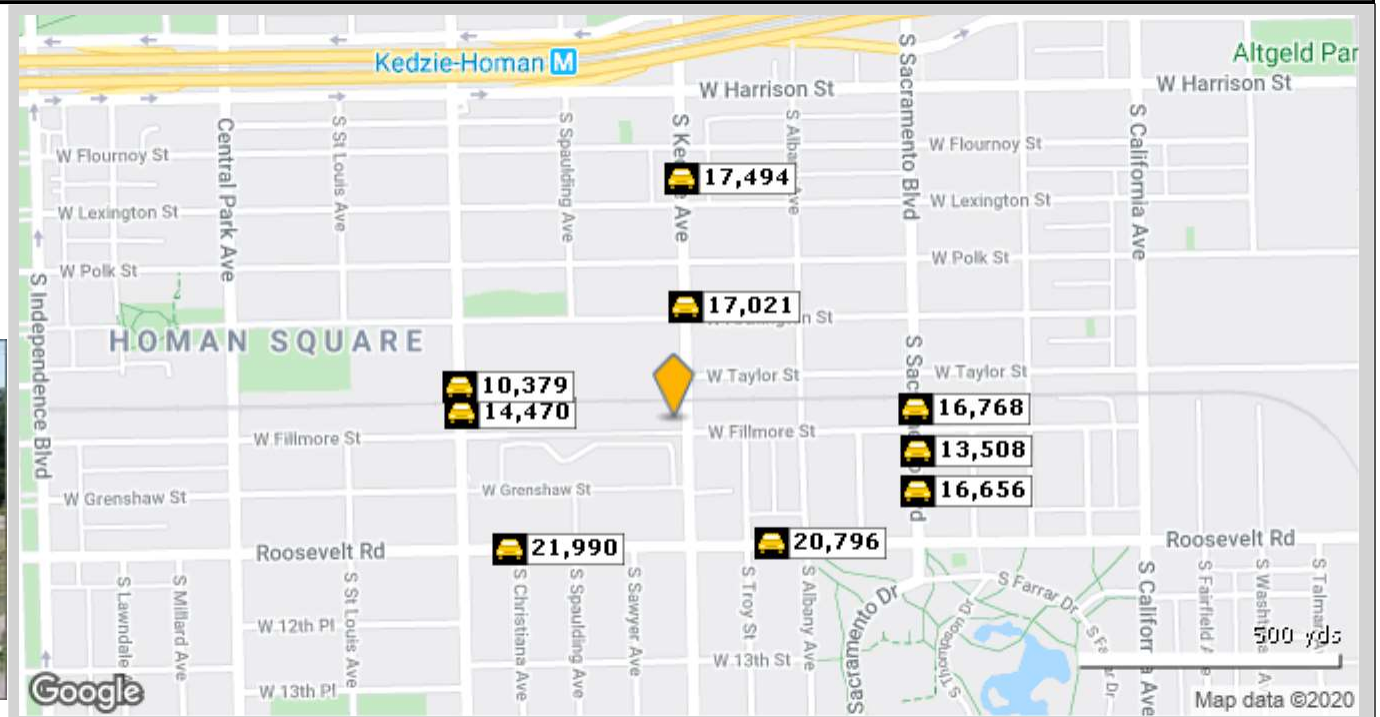 Kedzie-Homan M
Altgeld Par
W Harrison St
W Harrison St
S Sacramento Blvd
Central Park Ave
S St Louis Ave
S Spaulding Ave
S Albany Ave
S California Ave
W Flournoy St
W Flournoy St
17,494
W Lexington St
W Lexington St
W Polk St
W Polk St
S Independence Blvd
17,021
HOMAN SQUARE
W Taylor St
W Taylor St
10,379
14,470
16,768
W Fillmore St
W Fillmore St
13,508
W Grenshaw St
W Grenshaw St
16,656
Roosevelt Rd
21,990
20,796
Roosevelt Rd
S Lawndale
S Millard Ave
S St Louis Ave
S Christiana Ave
S Spaulding Ave
S Sawyer Ave
S Troy St
S Albany Ave
Sacramento Dr
S Farrar Dr
S California Ave
S Fairfield
S Talman
W 12th Pl
W 13th St
500 yds
W 13th Pl
Google
Map data ©2020